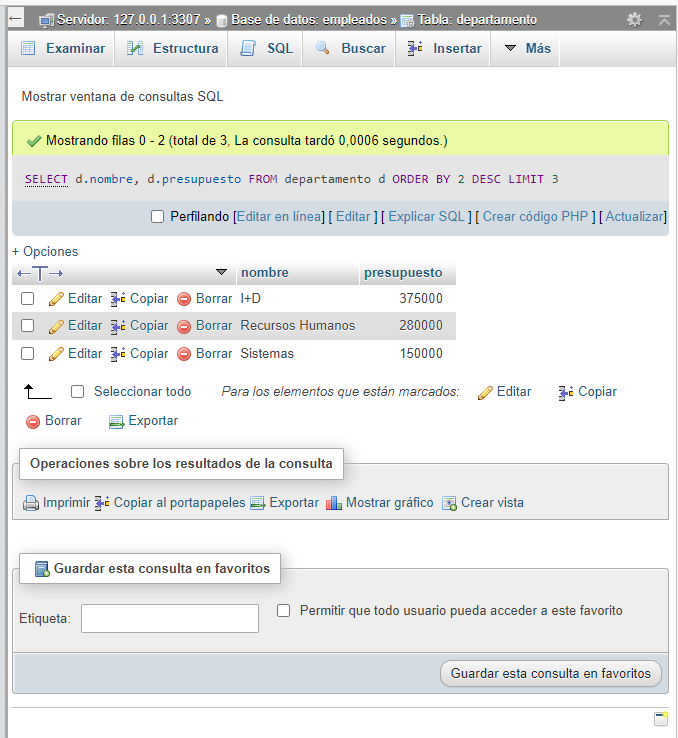 Servidor: 127.0.0.1:3307 » Base de datos: empleados » Tabla: departamento
Examinar Estructura SQL Buscar Insertar Más
Mostrar ventana de consultas SQL
Mostrando filas 0 - 2 (total de 3, La consulta tardó 0,0006 segundos.)
SELECT d.nombre, d.presupuesto FROM departamento d ORDER BY 2 DESC LIMIT 3
Perfilando [Editar en línea] [ Editar ] [ Explicar SQL ] [ Crear código PHP ] [ Actualizar]
+ Opciones
←T→ nombre presupuesto
Editar Copiar Borrar I+D 375000
Editar Copiar Borrar Recursos Humanos 280000
Editar Copiar Borrar Sistemas 150000
Seleccionar todo Para los elementos que están marcados: Editar Copiar
Borrar Exportar
Operaciones sobre los resultados de la consulta
Imprimir Copiar al portapapeles Exportar Mostrar gráfico Crear vista
Guardar esta consulta en favoritos
Etiqueta: Permitir que todo usuario pueda acceder a este favorito
Guardar esta consulta en favoritos